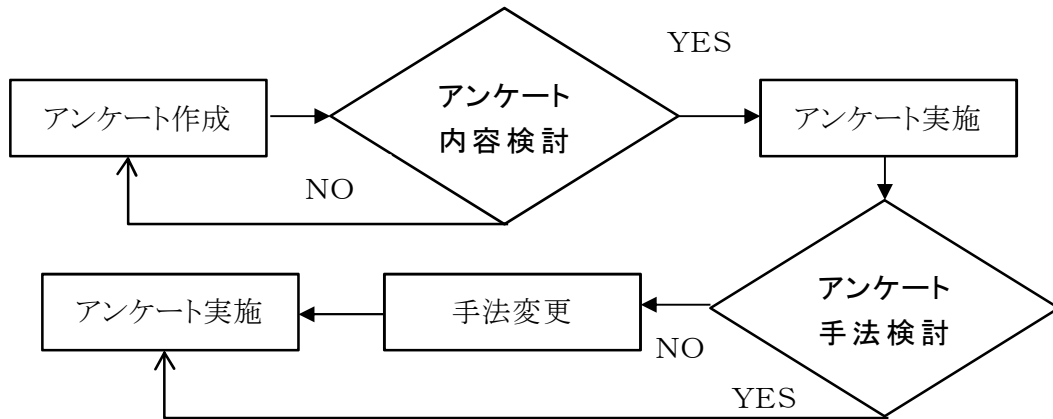 YES
アンケート作成
アンケート
内容検討
アンケート実施
NO
アンケート実施
手法変更
アンケート
手法検討
NO
YES